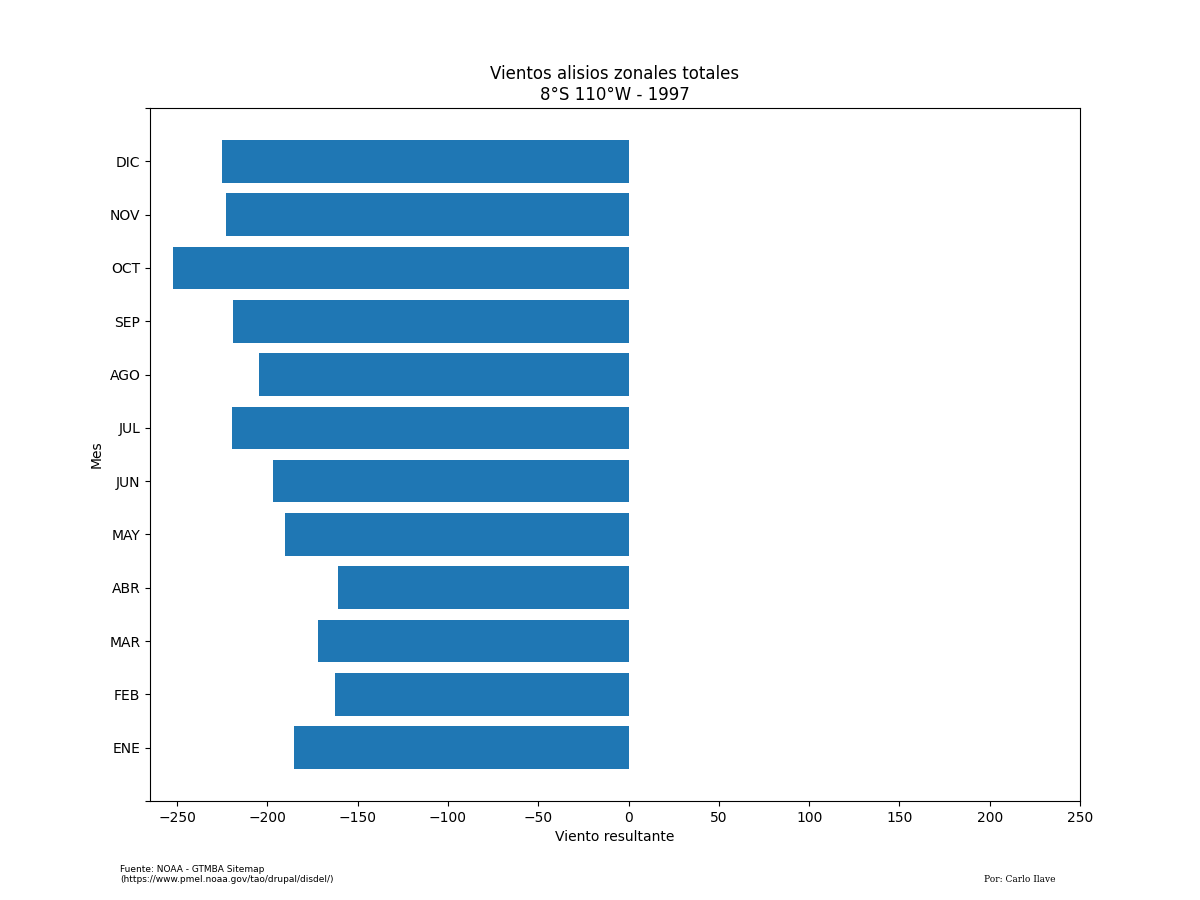 Vientos alisios zonales totales
8°S 110°W - 1997
DIC
NOV
OCT
SEP
AGO
JUL
JUN
MAY
ABR
MAR
FEB
ENE
Mes
−250 −200 −150 −100 −50 0 50 100 150 200 250
Viento resultante
Fuente: NOAA - GTMBA Sitemap
(https://www.pmel.noaa.gov/tao/drupal/disdel/)
Por: Carlo Ilave